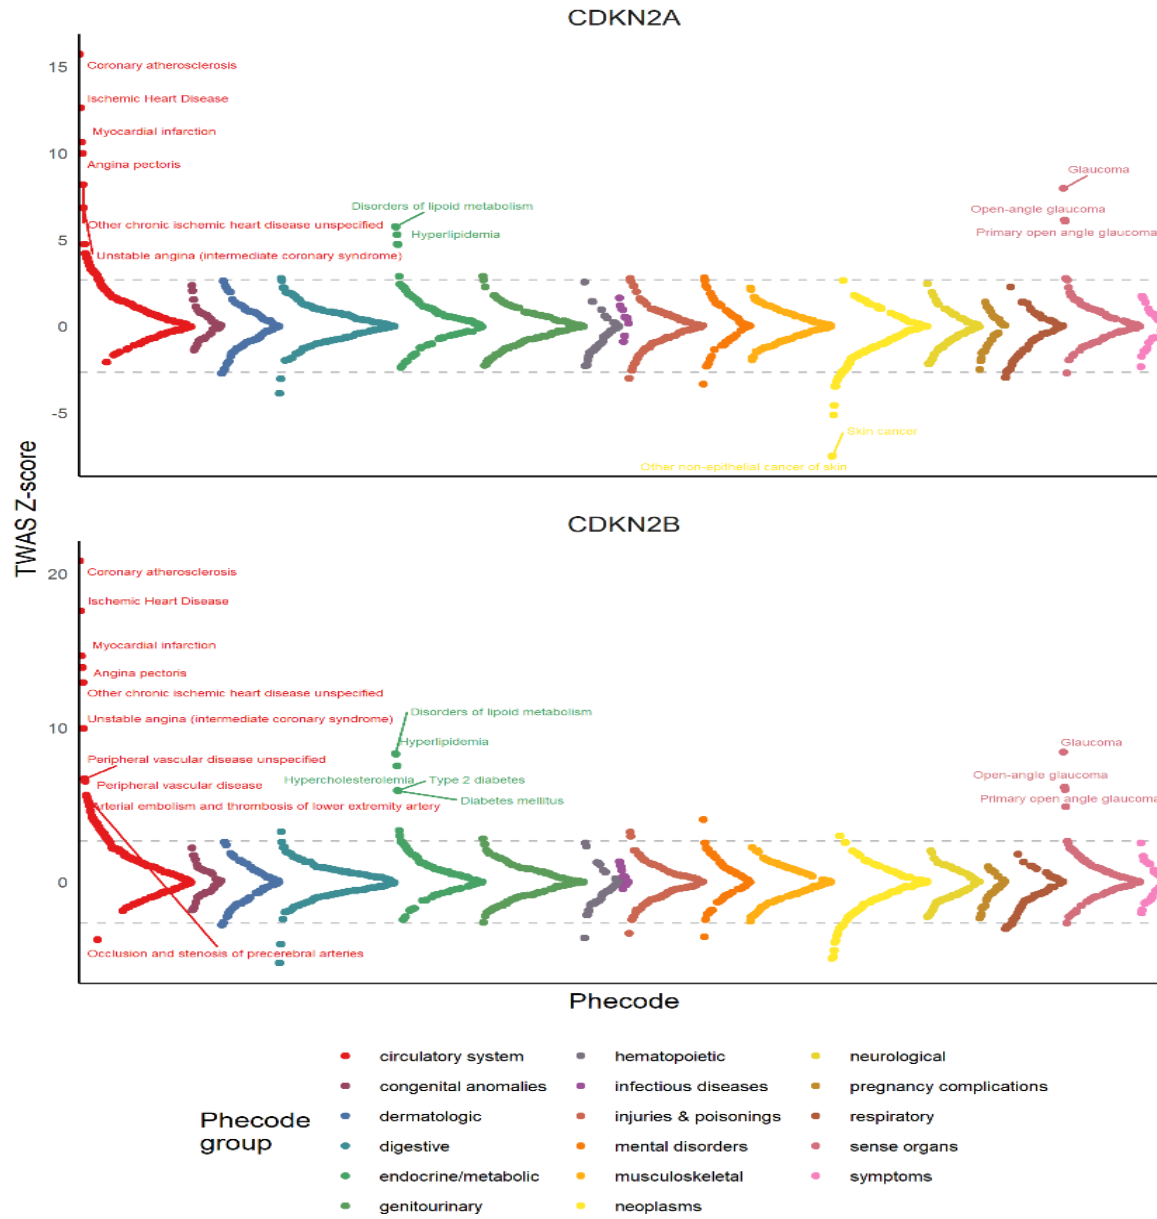 CDKN2A
15
Coronary atherosclerosis
Ischemic Heart Disease
Myocardial infarction
10
Angina pectoris
Glaucoma
Disorders of lipoid metabolism
Open-angle glaucoma
Other chronic ischemic heart disease unspecified
Hyperlipidemia
Primary open angle glaucoma
5
Unstable angina (intermediate coronary syndrome)
0
-5
Skin cancer
Other non-epithelial cancer of skin
TWAS Z-score
CDKN2B
20
Coronary atherosclerosis
Ischemic Heart Disease
Myocardial infarction
Angina pectoris
Other chronic ischemic heart disease unspecified
Disorders of lipoid metabolism
10
Unstable angina (intermediate coronary syndrome)
Hyperlipidemia
Glaucoma
Peripheral vascular disease unspecified
Hypercholesterolemia
Type 2 diabetes
Open-angle glaucoma
Peripheral vascular disease
Diabetes mellitus
Primary open angle glaucoma
Arterial embolism and thrombosis of lower extremity artery
0
Occlusion and stenosis of precerebral arteries
Phecode
Phecode
group
circulatory system
congenital anomalies
dermatologic
digestive
endocrine/metabolic
genitourinary
hematopoietic
infectious diseases
injuries & poisonings
mental disorders
musculoskeletal
neoplasms
neurological
pregnancy complications
respiratory
sense organs
symptoms